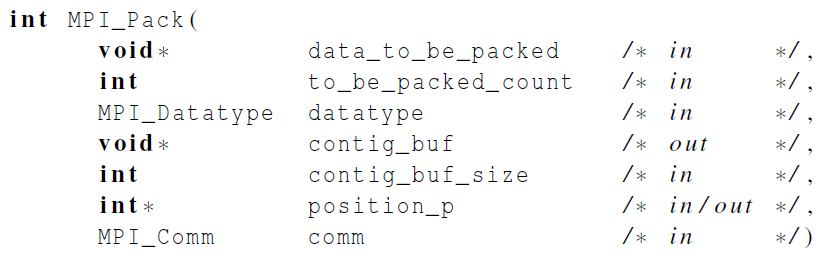 int MPI_Pack(
void* data_to_be_packed /* in */,
int to_be_packed_count /* in */,
MPI_Datatype datatype /* in */,
void* contig_buf /* out */,
int contig_buf_size /* in */,
int* position_p /* in/out */,
MPI_Comm comm /* in */)